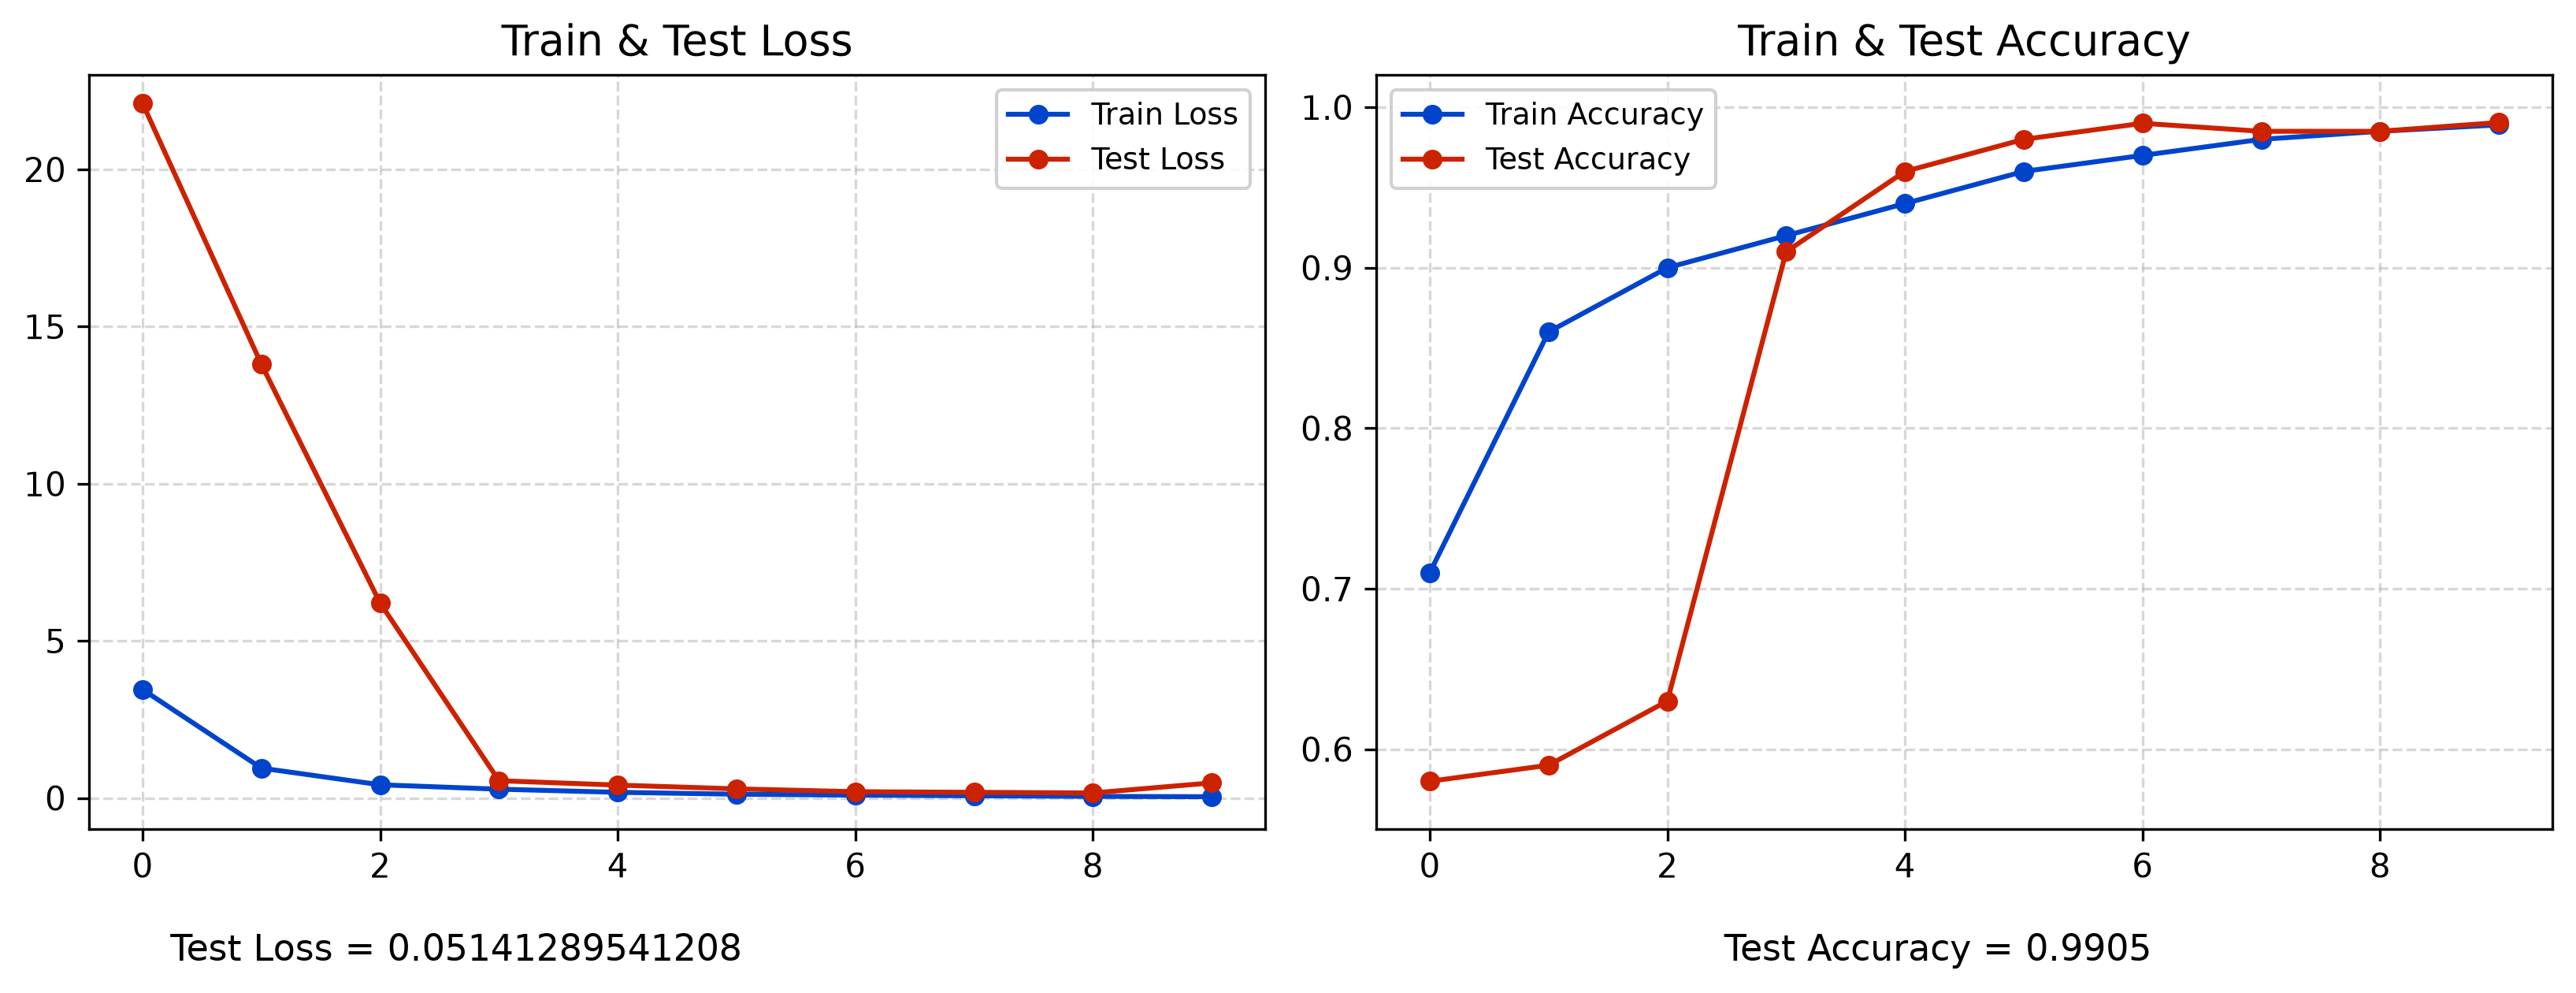 Train & Test Loss
Train Loss
Test Loss
20
15
10
5
0
0 2 4 6 8
Test Loss = 0.05141289541208
Train & Test Accuracy
Train Accuracy
Test Accuracy
1.0
0.9
0.8
0.7
0.6
0 2 4 6 8
Test Accuracy = 0.9905